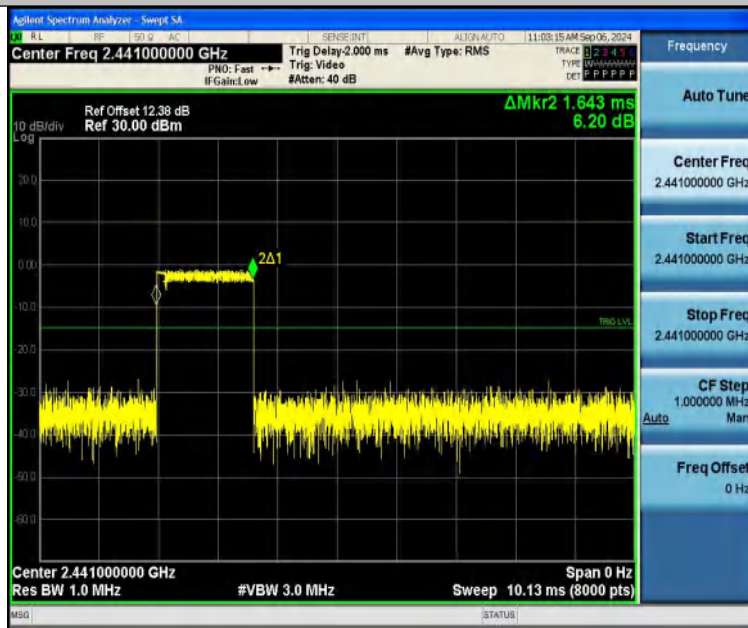 Agilent Spectrum Analyzer - Swept SA
RL RF 50 Ω AC SENSE:INT ALIGN AUTO 11:03:15 AM Sep 06, 2024
Center Freq 2.441000000 GHz
PNO: Fast
IFGain:Low
Trig Delay-2.000 ms
Trig: Video
#Atten: 40 dB
#Avg Type: RMS
TRACE 1 2 3 4 5 6
TYPE
DET P P P P P P
Frequency
Ref Offset 12.38 dB
10 dB/div Ref 30.00 dBm
Log
ΔMkr2 1.643 ms
6.20 dB
20.0
10.0
0.00
-10.0
-20.0
-30.0
-40.0
-50.0
-60.0
2Δ1
TRIG LVL
Auto Tune
Center Freq
2.441000000 GHz
Start Freq
2.441000000 GHz
Stop Freq
2.441000000 GHz
CF Step
1.000000 MHz
Auto Man
Freq Offset
0 Hz
Center 2.441000000 GHz Span 0 Hz
Res BW 1.0 MHz #VBW 3.0 MHz Sweep 10.13 ms (8000 pts)
MSG STATUS